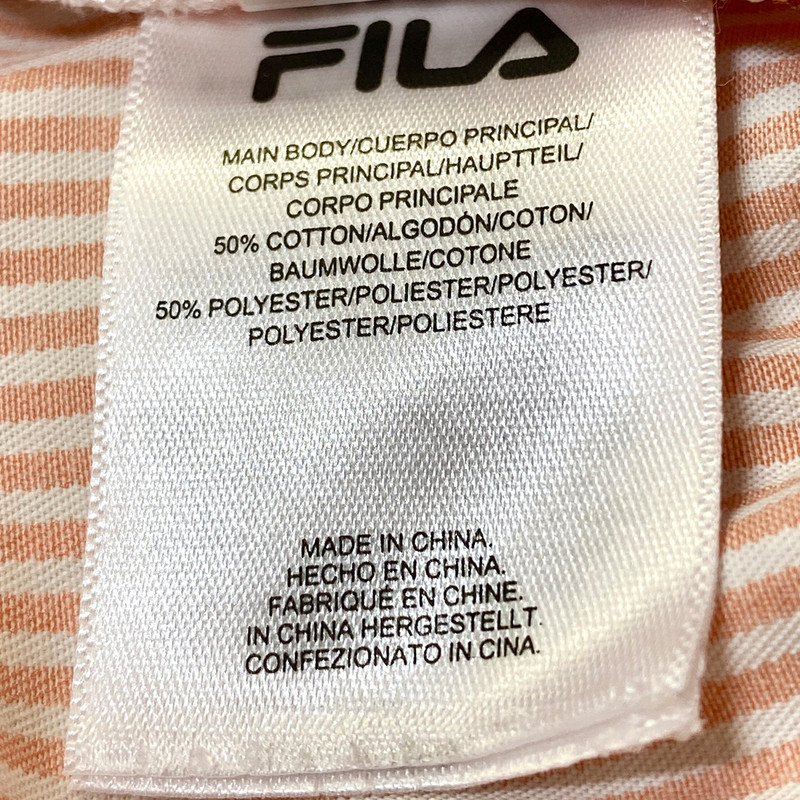 FILA
MAIN BODY/CUERPO PRINCIPAL/
CORPS PRINCIPAL/HAUPTTEIL/
CORPO PRINCIPALE
50% COTTON/ALGODÓN/COTON/
BAUMWOLLE/COTONE
50% POLYESTER/POLIESTER/POLYESTER/
POLYESTER/POLIESTERE
MADE IN CHINA.
HECHO EN CHINA.
FABRIQUÉ EN CHINE.
IN CHINA HERGESTELLT.
CONFEZIONATO IN CINA.